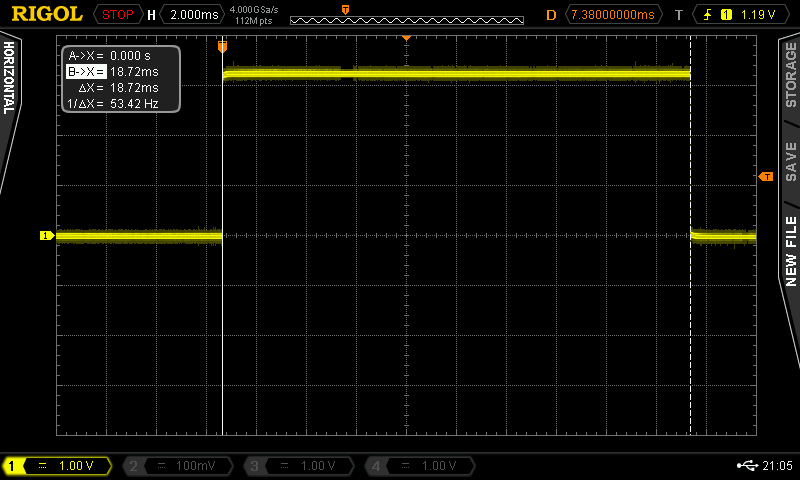 RIGOL STOP H 2.000ms 4.000GSa/s 112M pts T D 7.38000000ms T 1 1.19 V
HORIZONTAL
A->X = 0.000 s
B->X = 18.72ms
ΔX = 18.72ms
1/ΔX = 53.42 Hz
T
STORAGE
SAVE
NEW FILE
T
1
1 1.00 V 2 100mV 3 1.00 V 4 1.00 V 21:05